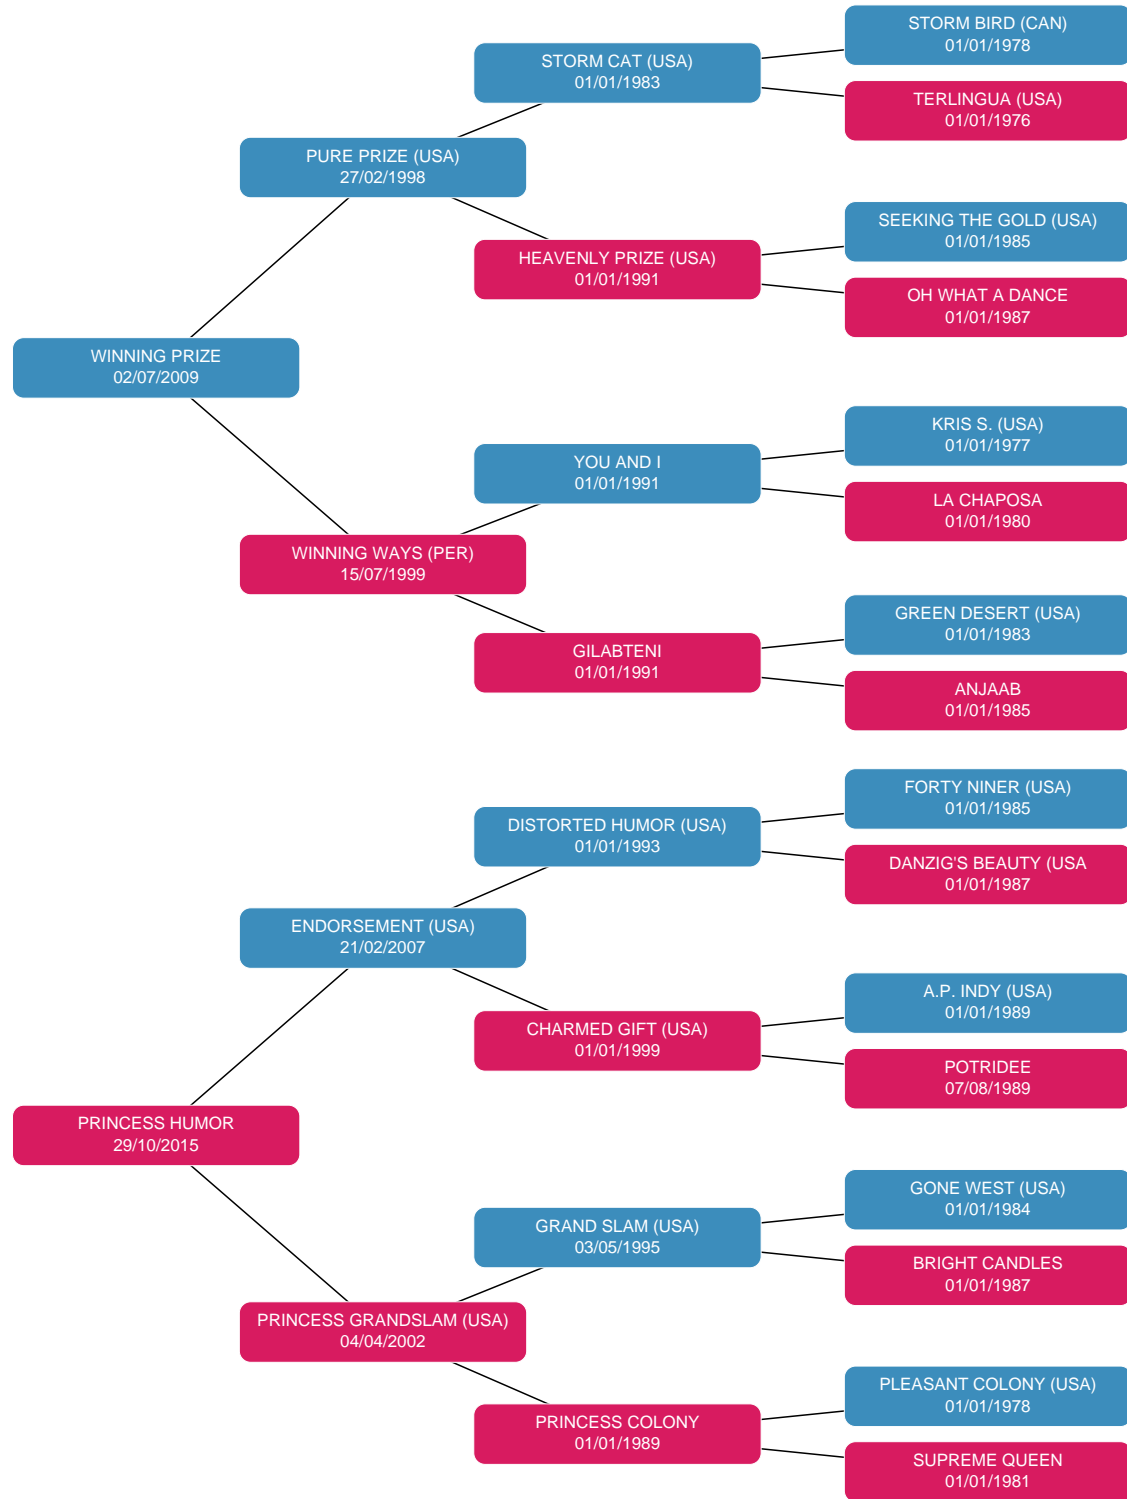 STORM BIRD (CAN)
01/01/1978
STORM CAT (USA)
01/01/1983
TERLINGUA (USA)
01/01/1976
PURE PRIZE (USA)
27/02/1998
SEEKING THE GOLD (USA)
01/01/1985
HEAVENLY PRIZE (USA)
01/01/1991
OH WHAT A DANCE
01/01/1987
WINNING PRIZE
02/07/2009
KRIS S. (USA)
01/01/1977
YOU AND I
01/01/1991
LA CHAPOSA
01/01/1980
WINNING WAYS (PER)
15/07/1999
GREEN DESERT (USA)
01/01/1983
GILABTENI
01/01/1991
ANJAAB
01/01/1985
FORTY NINER (USA)
01/01/1985
DISTORTED HUMOR (USA)
01/01/1993
DANZIG'S BEAUTY (USA
01/01/1987
ENDORSEMENT (USA)
21/02/2007
A.P. INDY (USA)
01/01/1989
CHARMED GIFT (USA)
01/01/1999
POTRIDEE
07/08/1989
PRINCESS HUMOR
29/10/2015
GONE WEST (USA)
01/01/1984
GRAND SLAM (USA)
03/05/1995
BRIGHT CANDLES
01/01/1987
PRINCESS GRANDSLAM (USA)
04/04/2002
PLEASANT COLONY (USA)
01/01/1978
PRINCESS COLONY
01/01/1989
SUPREME QUEEN
01/01/1981